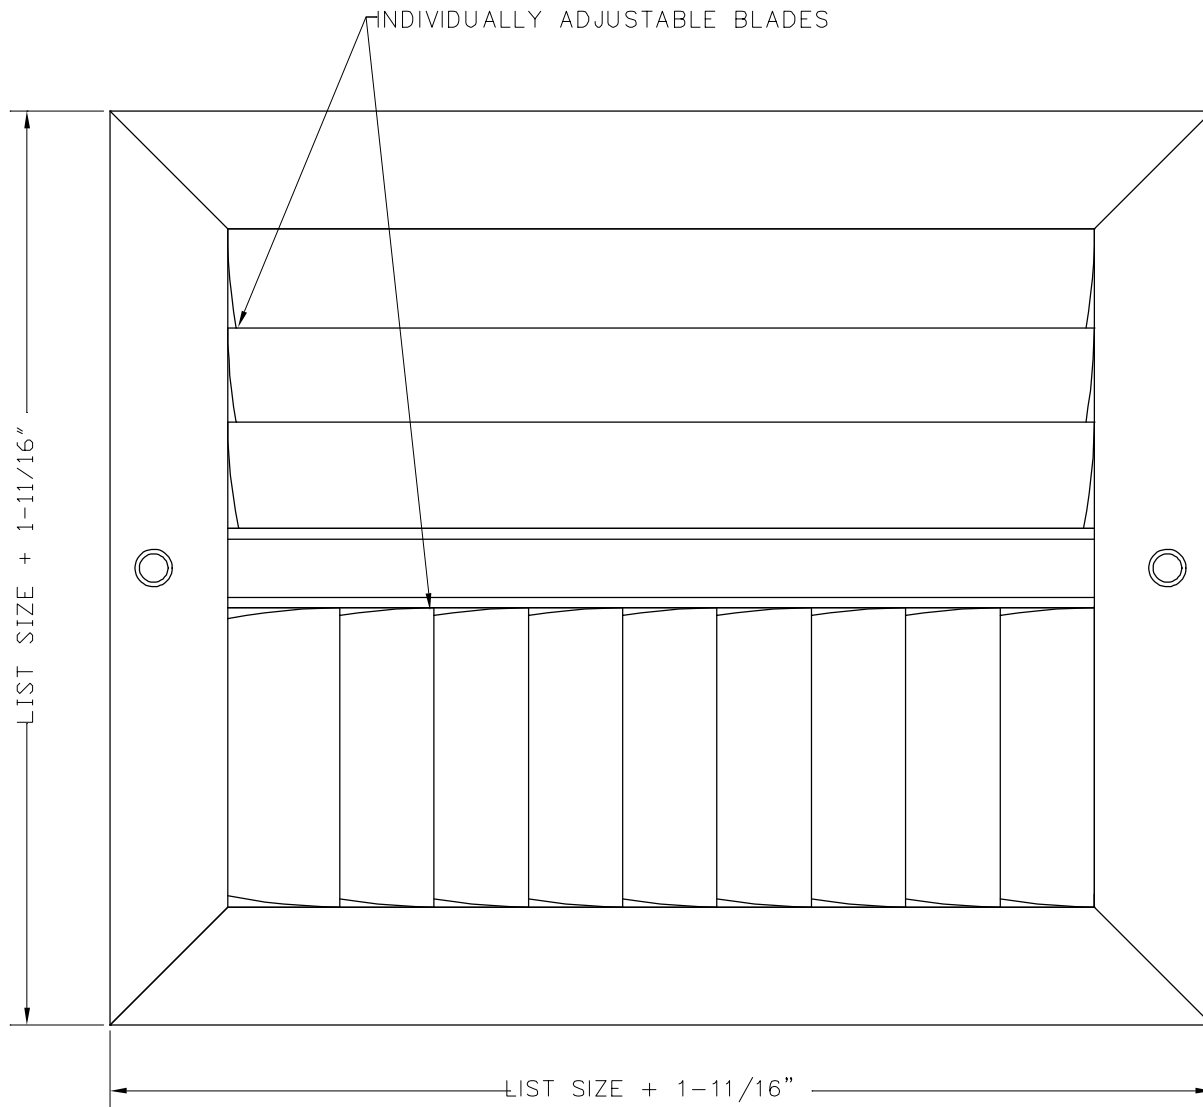 INDIVIDUALLY ADJUSTABLE BLADES
LIST SIZE + 1-11/16"
LIST SIZE + 1-11/16"